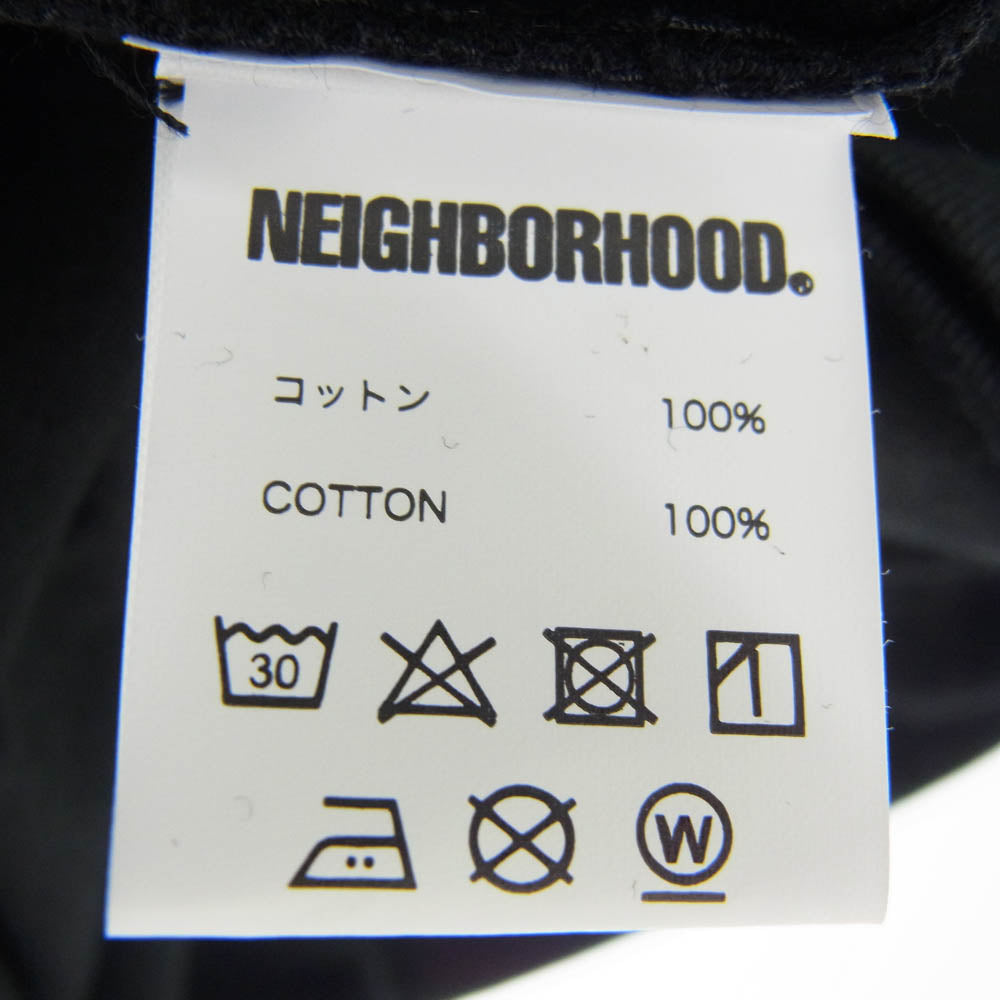 NEIGHBORHOOD.
コットン 100%
COTTON 100%
30
W